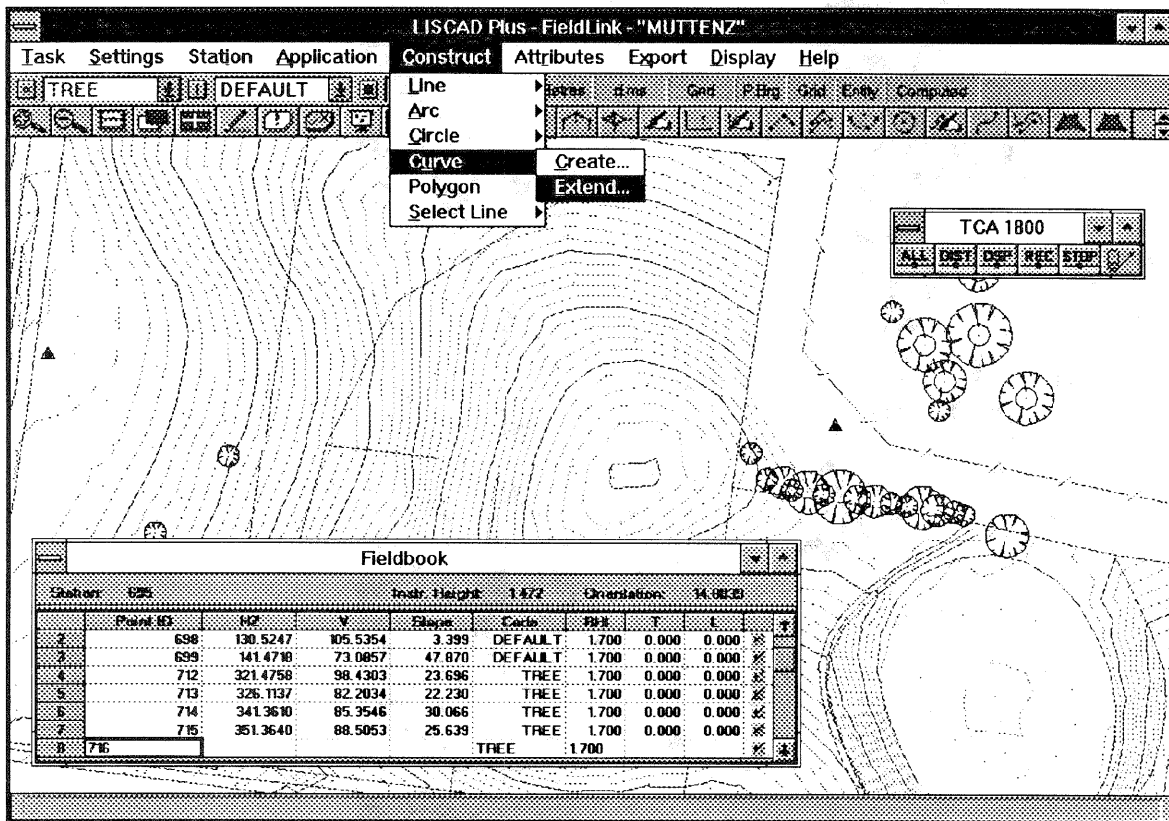 LISCAD Plus - FieldLink - "MUTTENZ"
Task Settings Station Application Construct Attributes Export Display Help
TREE DEFAULT d.ms Gnd P.Brg Gnd Entity Computed
Line
Arc
Circle
Curve Create...
Polygon Extend...
Select Line
TCA 1800
ALL DIST DSP REC STOP
Fieldbook
Station: 695 Instr. Height 1.472 Orientation:
Point ID HZ V Slope Code RHI T L
2 698 130.5247 105.5354 3.399 DEFAULT 1.700 0.000 0.000
3 699 141.4718 73.0857 47.870 DEFAULT 1.700 0.000 0.000
4 712 321.4758 98.4303 23.696 TREE 1.700 0.000 0.000
5 713 326.1137 82.2034 22.230 TREE 1.700 0.000 0.000
6 714 341.3610 85.3546 30.066 TREE 1.700 0.000 0.000
7 715 351.3640 88.5053 25.639 TREE 1.700 0.000 0.000
8 716 TREE 1.700